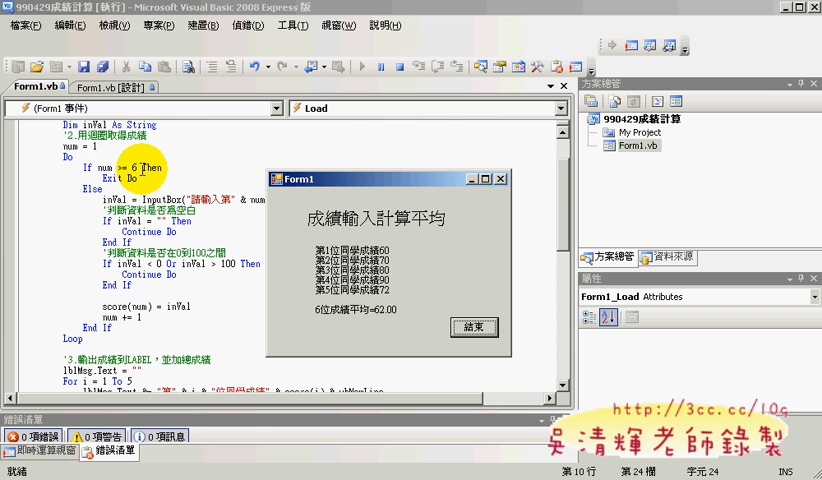 990429成績計算 [執行] - Microsoft Visual Basic 2008 Express 版
檔案(F) 編輯(E) 檢視(V) 專案(P) 建置(B) 偵錯(D) 工具(T) 視窗(W) 說明(H)
Form1.vb Form1.vb [設計]
(Form1 事件) Load
Dim inVal As String
'2.用迴圈取得成績
num = 1
Do
If num >= 6 Then
Exit Do
Else
inVal = InputBox("請輸入第" & num
'判斷資料是否為空白
If inVal = "" Then
Continue Do
End If
'判斷資料是否在0到100之間
If inVal < 0 Or inVal > 100 Then
Continue Do
End If
score(num) = inVal
num += 1
End If
Loop
'3.輸出成績到LABEL，並加總成績
lblMsg.Text = ""
For i = 1 To 5
lblMsg.Text &= "第" & i & "位同學成績" & score(i) & vbNewLine
Form1
成績輸入計算平均
第1位同學成績60
第2位同學成績70
第3位同學成績80
第4位同學成績90
第5位同學成績72
6位成績平均=62.00
結束
方案總管
990429成績計算
My Project
Form1.vb
方案總管 資料來源
屬性
Form1_Load Attributes
錯誤清單
0 項錯誤 0 項警告 0 項訊息
即時運算視窗 錯誤清單
http://3cc.cc/10g
吳清輝老師錄製
就緒 第 10 行 第 24 欄 字元 24 INS